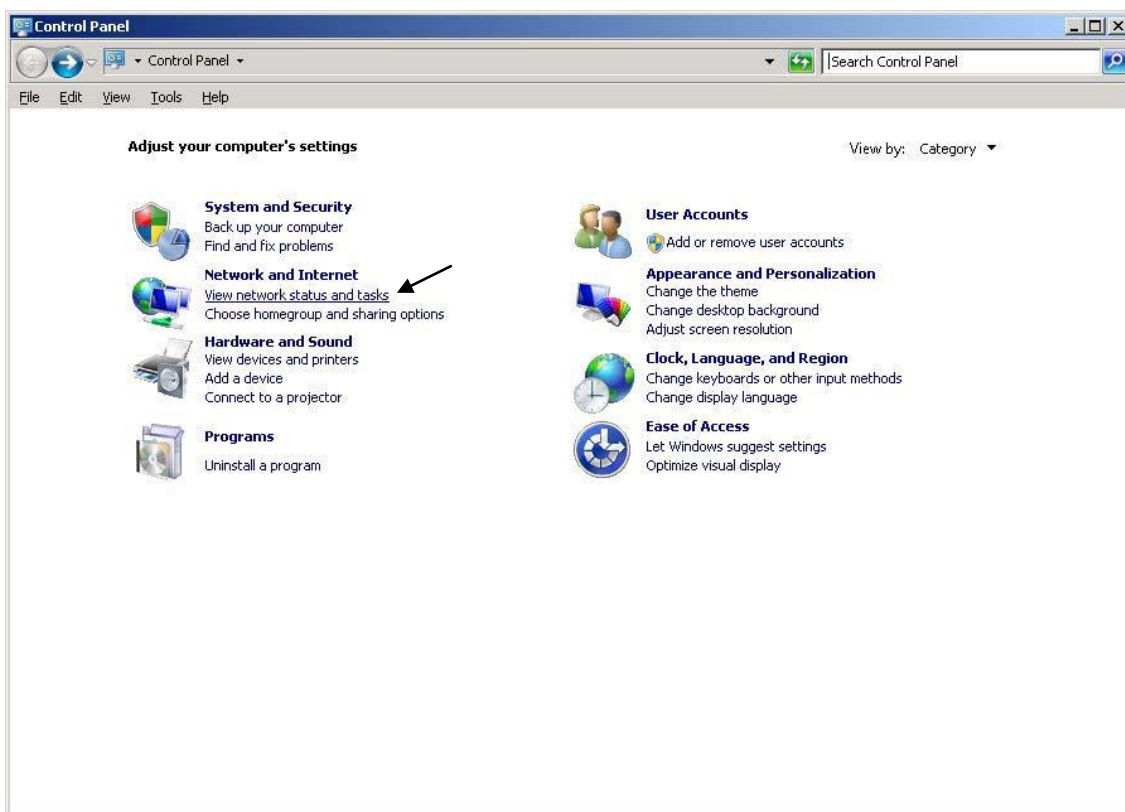 Control Panel
Control Panel
Search Control Panel
File Edit View Tools Help
Adjust your computer's settings
View by: Category
System and Security
Back up your computer
Find and fix problems
Network and Internet
View network status and tasks
Choose homegroup and sharing options
Hardware and Sound
View devices and printers
Add a device
Connect to a projector
Programs
Uninstall a program
User Accounts
Add or remove user accounts
Appearance and Personalization
Change the theme
Change desktop background
Adjust screen resolution
Clock, Language, and Region
Change keyboards or other input methods
Change display language
Ease of Access
Let Windows suggest settings
Optimize visual display